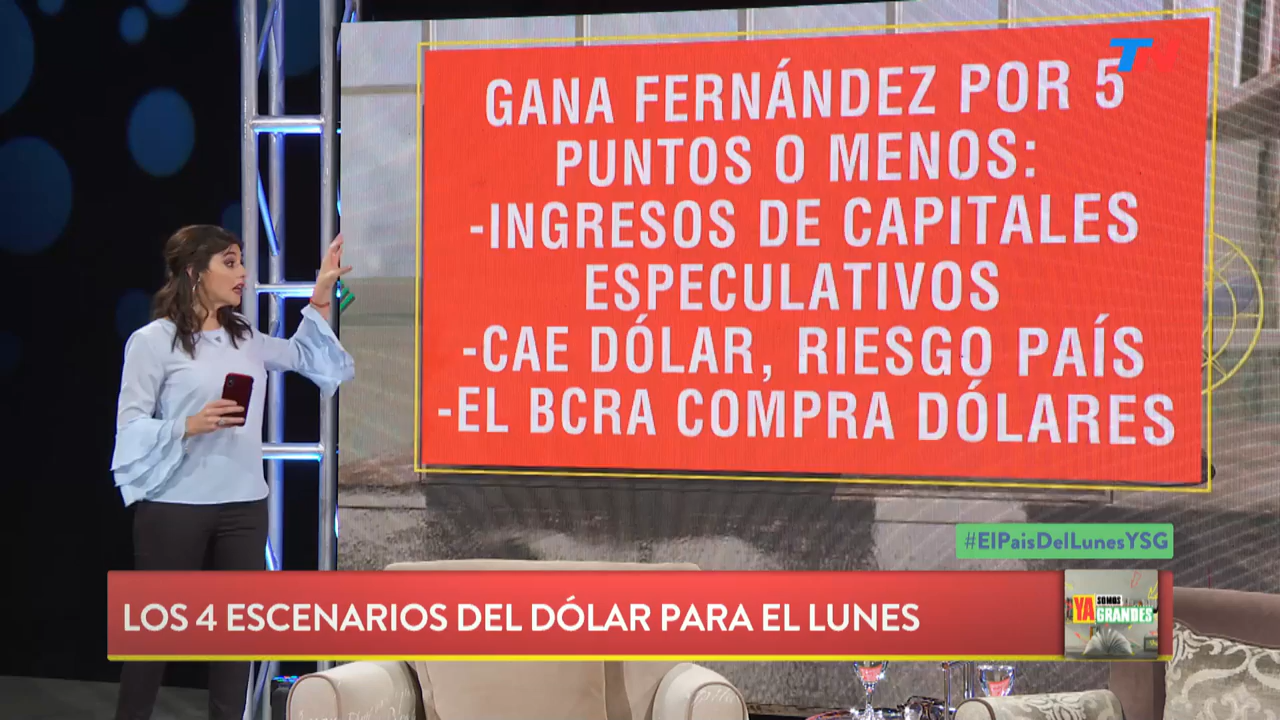 TN
GANA FERNÁNDEZ POR 5
PUNTOS O MENOS:
-INGRESOS DE CAPITALES
ESPECULATIVOS
-CAE DÓLAR, RIESGO PAÍS
-EL BCRA COMPRA DÓLARES
#ElPaisDelLunesYSG
LOS 4 ESCENARIOS DEL DÓLAR PARA EL LUNES
YA SOMOS
GRANDES